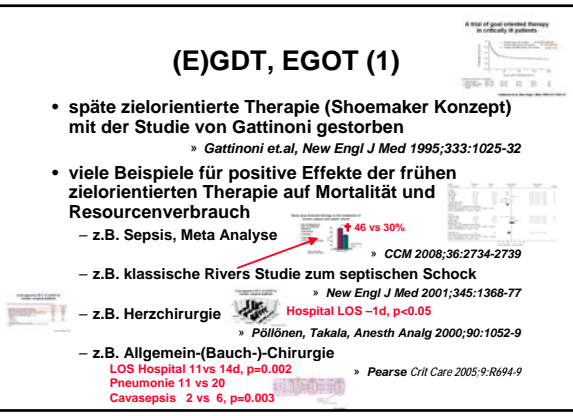 A trial of goal oriented therapy
in critically ill patients
(E)GDT, EGOT (1)
• späte zielorientierte Therapie (Shoemaker Konzept)
mit der Studie von Gattinoni gestorben
» Gattinoni et.al, New Engl J Med 1995;333:1025-32
• viele Beispiele für positive Effekte der frühen
zielorientierten Therapie auf Mortalität und
Resourcenverbrauch
– z.B. Sepsis, Meta Analyse
✝ 46 vs 30%
» CCM 2008;36:2734-2739
– z.B. klassische Rivers Studie zum septischen Schock
» New Engl J Med 2001;345:1368-77
– z.B. Herzchirurgie
Hospital LOS –1d, p<0.05
» Pöllönen, Takala, Anesth Analg 2000;90:1052-9
– z.B. Allgemein-(Bauch-)-Chirurgie
LOS Hospital 11vs 14d, p=0.002
» Pearse Crit Care 2005;9:R694-9
Pneumonie 11 vs 20
Cavasepsis 2 vs 6, p=0.003